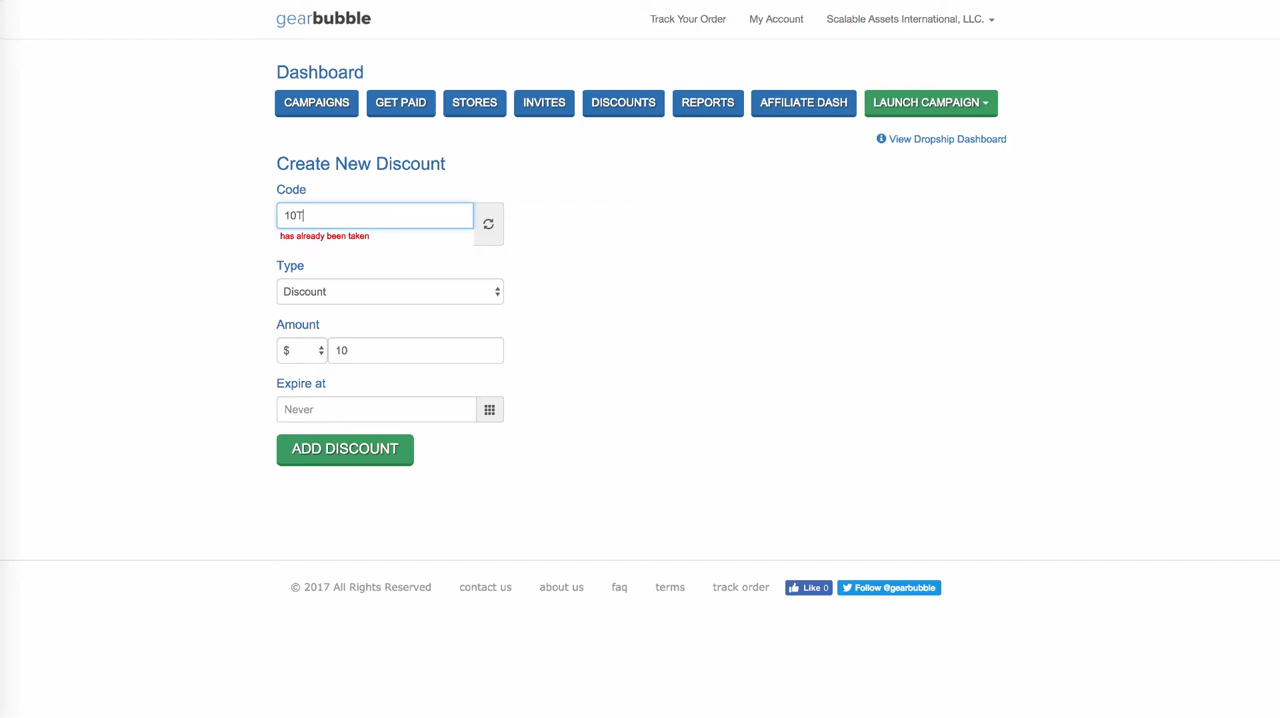 gearbubble
Track Your Order My Account Scalable Assets International, LLC.
Dashboard
CAMPAIGNS GET PAID STORES INVITES DISCOUNTS REPORTS AFFILIATE DASH LAUNCH CAMPAIGN
View Dropship Dashboard
Create New Discount
Code
10T
has already been taken
Type
Discount
Amount
$ 10
Expire at
Never
ADD DISCOUNT
© 2017 All Rights Reserved contact us about us faq terms track order Like 0 Follow @gearbubble